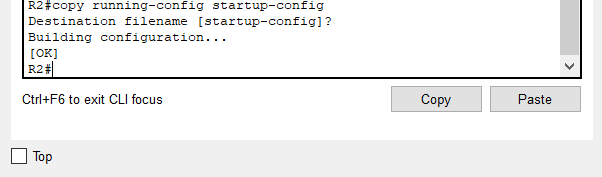 R2#copy running-config startup-config
Destination filename [startup-config]?
Building configuration...
[OK]
R2#
Ctrl+F6 to exit CLI focus
Copy
Paste
Top